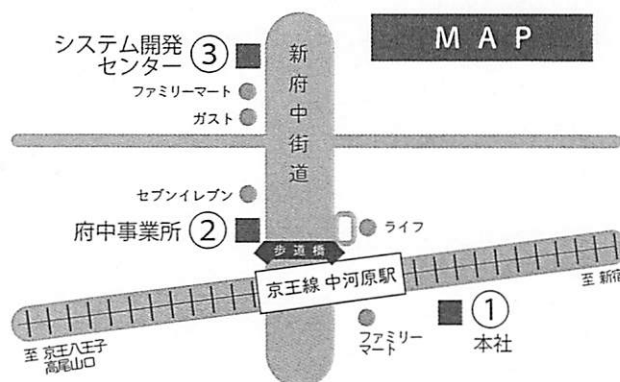 MAP
システム開発
センター ③
ファミリーマート
ガスト
新府中街道
セブンイレブン
府中事業所 ②
ライフ
歩道橋
京王線 中河原駅
至 新宿
至 京王八王子
高尾山口
ファミリー
マート
①
本社